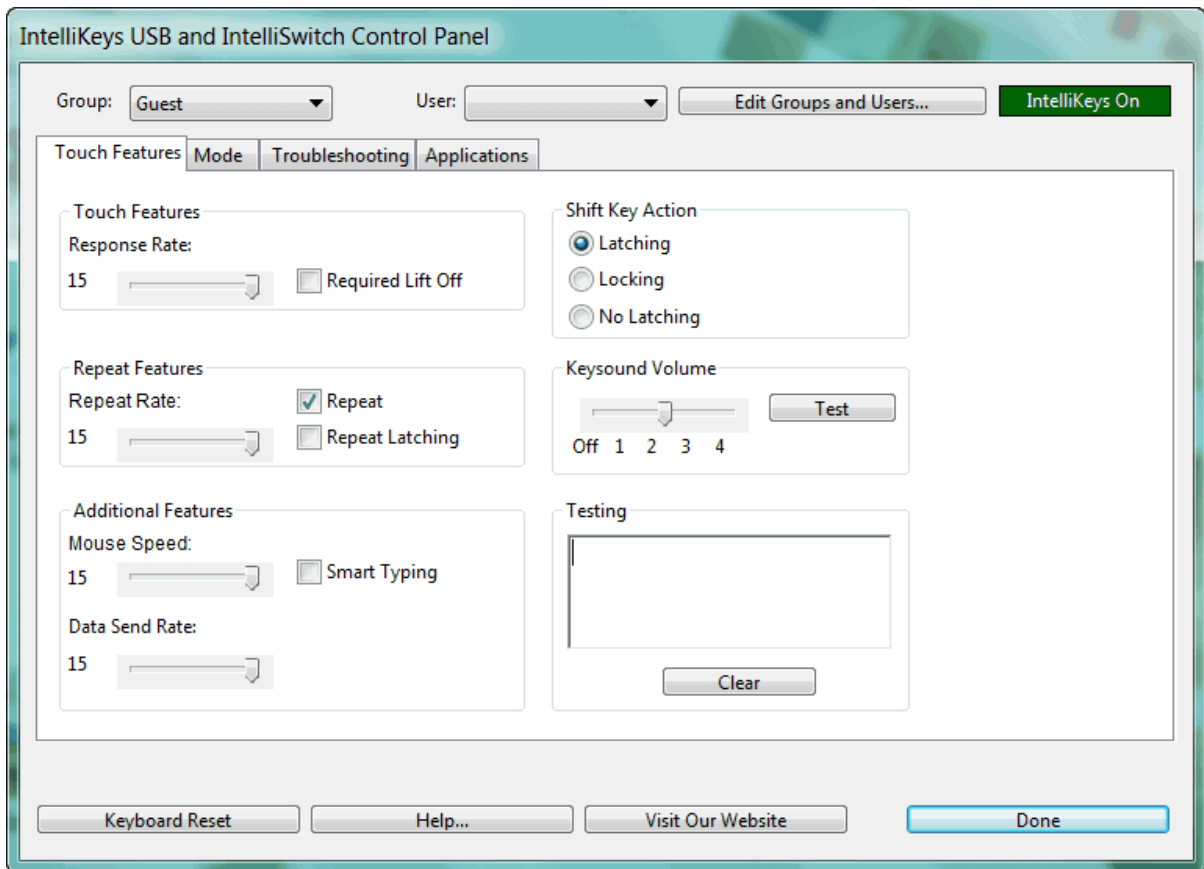 IntelliKeys USB and IntelliSwitch Control Panel
Group: Guest User: Edit Groups and Users... IntelliKeys On
Touch Features Mode Troubleshooting Applications
Touch Features
Response Rate:
15 Required Lift Off
Shift Key Action
Latching
Locking
No Latching
Repeat Features
Repeat Rate: Repeat
15 Repeat Latching
Keysound Volume
Test
Off 1 2 3 4
Additional Features
Mouse Speed:
15 Smart Typing
Data Send Rate:
15
Testing
Clear
Keyboard Reset Help... Visit Our Website Done